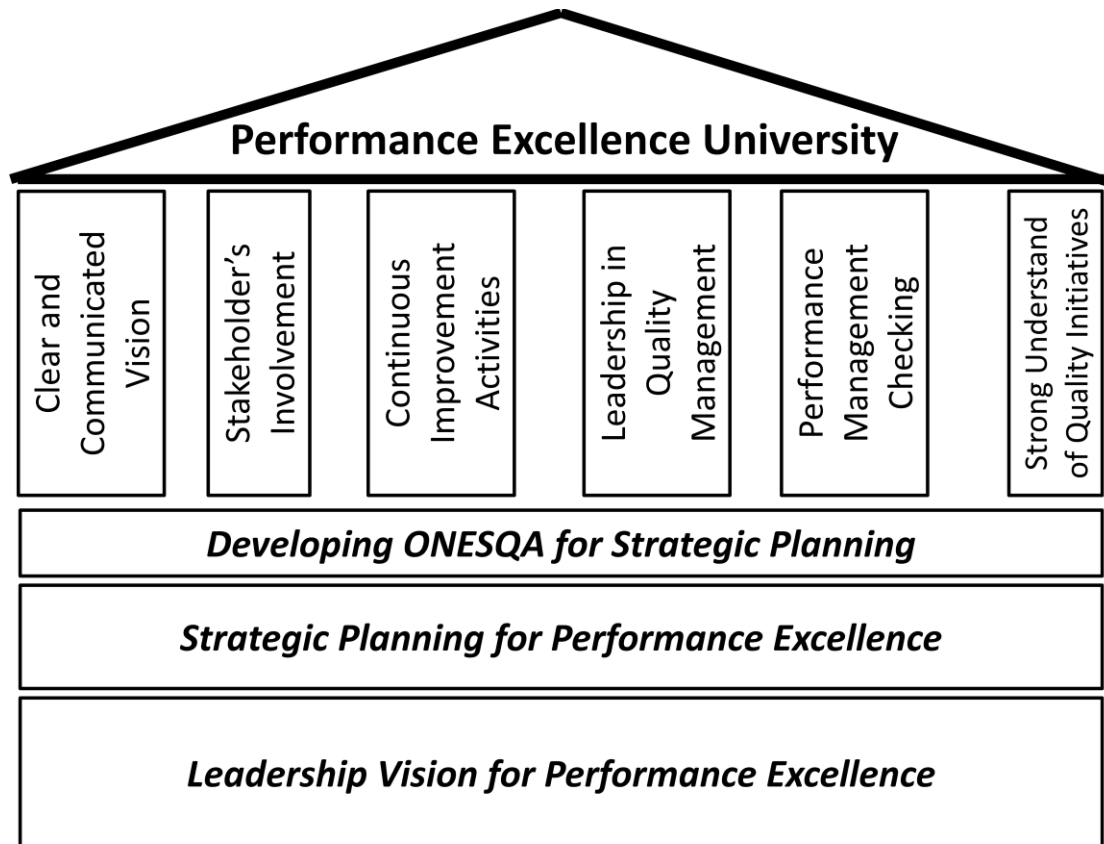 Performance Excellence University
Clear and
Communicated
Vision
Stakeholder’s
Involvement
Continuous
Improvement
Activities
Leadership in
Quality
Management
Performance
Management
Checking
Strong Understand
of Quality Initiatives
Developing ONESQA for Strategic Planning
Strategic Planning for Performance Excellence
Leadership Vision for Performance Excellence